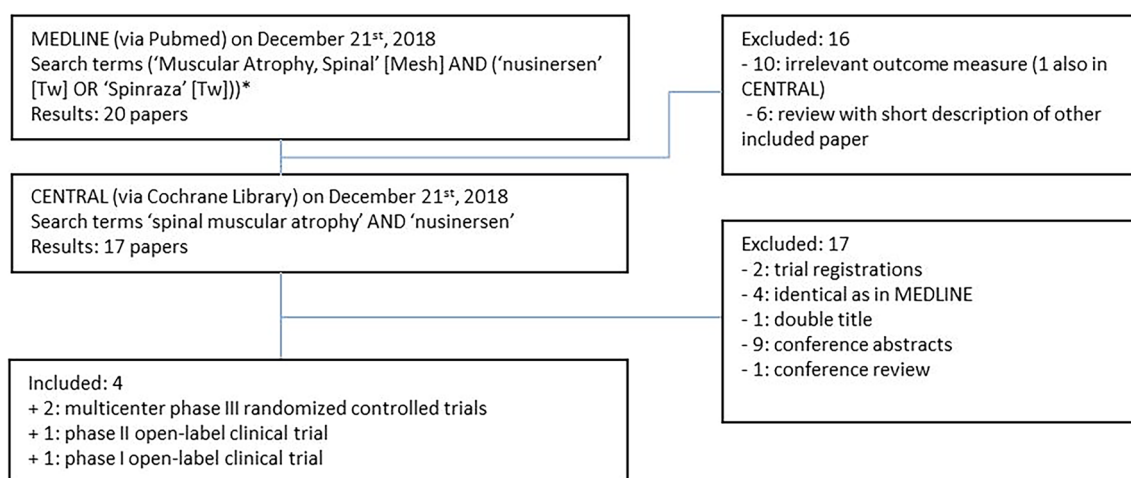 MEDLINE (via Pubmed) on December 21st, 2018
Search terms (‘Muscular Atrophy, Spinal’ [Mesh] AND (‘nusinersen’
[Tw] OR ‘Spinraza’ [Tw]))*
Results: 20 papers
Excluded: 16
- 10: irrelevant outcome measure (1 also in
CENTRAL)
- 6: review with short description of other
included paper
CENTRAL (via Cochrane Library) on December 21st, 2018
Search terms ‘spinal muscular atrophy’ AND ‘nusinersen’
Results: 17 papers
Excluded: 17
- 2: trial registrations
- 4: identical as in MEDLINE
- 1: double title
- 9: conference abstracts
- 1: conference review
Included: 4
+ 2: multicenter phase III randomized controlled trials
+ 1: phase II open-label clinical trial
+ 1: phase I open-label clinical trial